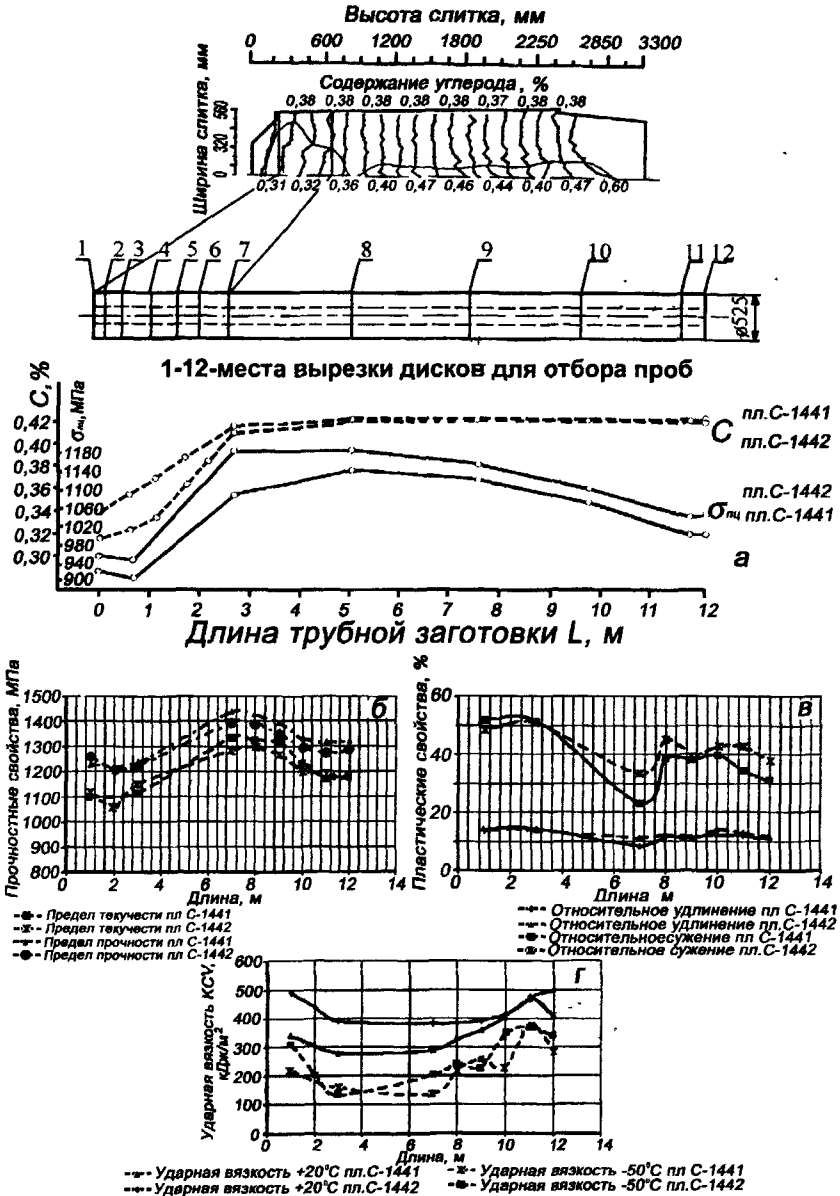 Высота слитка, мм
0 600 1200 1800 2250 2850 3300
Содержание углерода, %
0,38 0,38 0,38 0,38 0,38 0,37 0,38 0,38
Ширина слитка, мм
0 320 560
0,31 0,32 0,36 0,40 0,47 0,46 0,44 0,40 0,47 0,60
1 2 3 4 5 6 7 8 9 10 11 12
ø525
1-12-места вырезки дисков для отбора проб
C, %
σпц, МПа
0,42
0,40
0,38
0,36
0,34
0,32
0,30
1180
1140
1100
1060
1020
980
940
900
C
пл.С-1441
пл.С-1442
пл.С-1442
σпц пл.С-1441
а
0 1 2 3 4 5 6 7 8 9 10 11 12
Длина трубной заготовки L, м
Прочностные свойства, МПа
1500
1400
1300
1200
1100
1000
900
800
б
0 2 4 6 8 10 12 14
Длина, м
Предел текучести пл С-1441
Предел текучести пл С-1442
Предел прочности пл С-1441
Предел прочности пл С-1442
Пластические свойства, %
60
40
20
0
в
0 2 4 6 8 10 12 14
Длина, м
Относительное удлинение пл С-1441
Относительное удлинение пл.С-1442
Относительноесужение пл С-1441
Относительное сужение пл.С-1442
Ударная вязкость KCV,
кДж/м²
600
500
400
300
200
100
0
г
0 2 4 6 8 10 12 14
Длина, м
Ударная вязкость +20°С пл.С-1441
Ударная вязкость -50°С пл С-1441
Ударная вязкость +20°С пл.С-1442
Ударная вязкость -50°С пл.С-1442